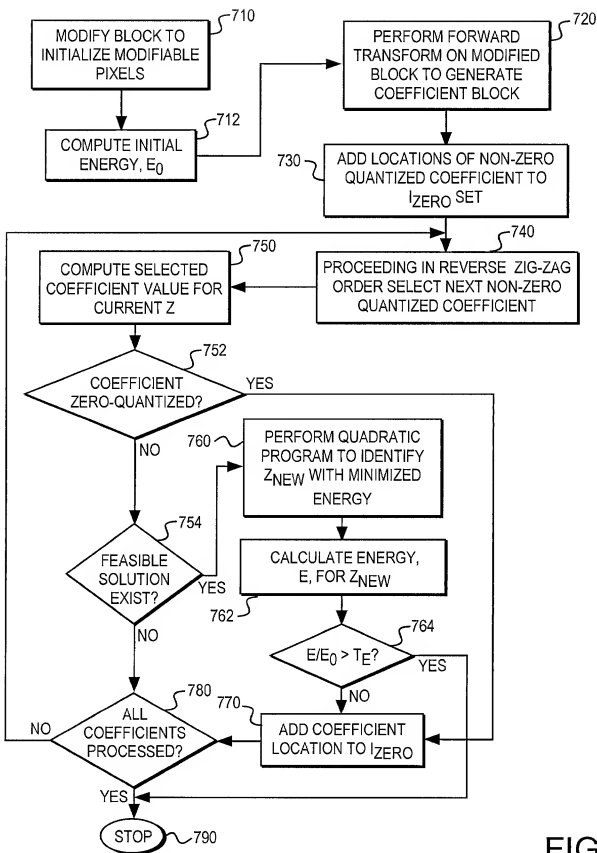 710
MODIFY BLOCK TO
INITIALIZE MODIFIABLE
PIXELS
712
COMPUTE INITIAL
ENERGY, E0
720
PERFORM FORWARD
TRANSFORM ON MODIFIED
BLOCK TO GENERATE
COEFFICIENT BLOCK
730
ADD LOCATIONS OF NON-ZERO
QUANTIZED COEFFICIENT TO
IZERO SET
740
PROCEEDING IN REVERSE ZIG-ZAG
ORDER SELECT NEXT NON-ZERO
QUANTIZED COEFFICIENT
750
COMPUTE SELECTED
COEFFICIENT VALUE FOR
CURRENT Z
752
COEFFICIENT
ZERO-QUANTIZED?
YES
NO
754
FEASIBLE
SOLUTION
EXIST?
YES
NO
760
PERFORM QUADRATIC
PROGRAM TO IDENTIFY
ZNEW WITH MINIMIZED
ENERGY
CALCULATE ENERGY,
E, FOR ZNEW
762
764
E/E0 > TE?
YES
NO
770
ADD COEFFICIENT
LOCATION TO IZERO
780
ALL
COEFFICIENTS
PROCESSED?
NO
YES
STOP
790
FIG